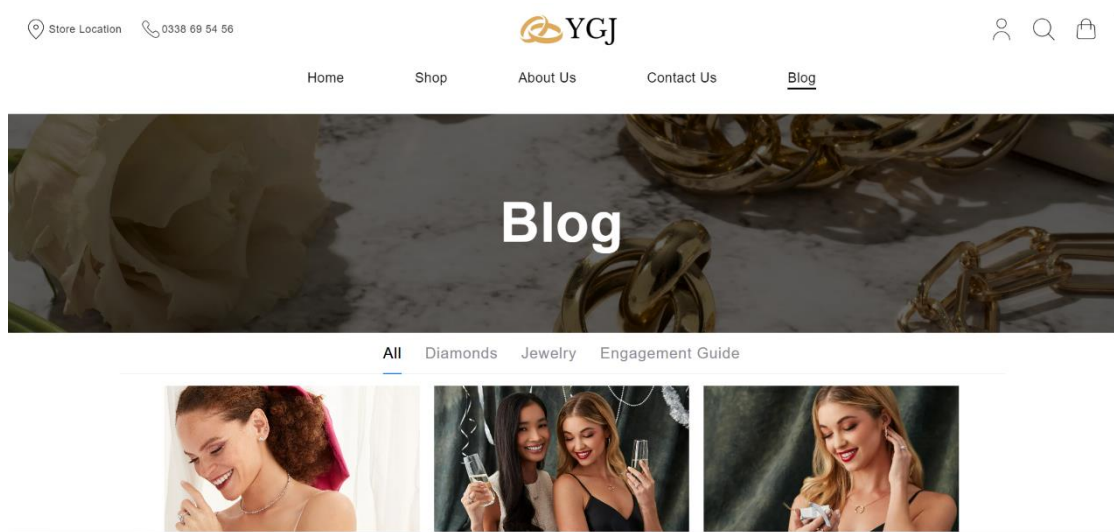 Store Location 0338 69 54 56
YGJ
Home Shop About Us Contact Us Blog
Blog
All Diamonds Jewelry Engagement Guide